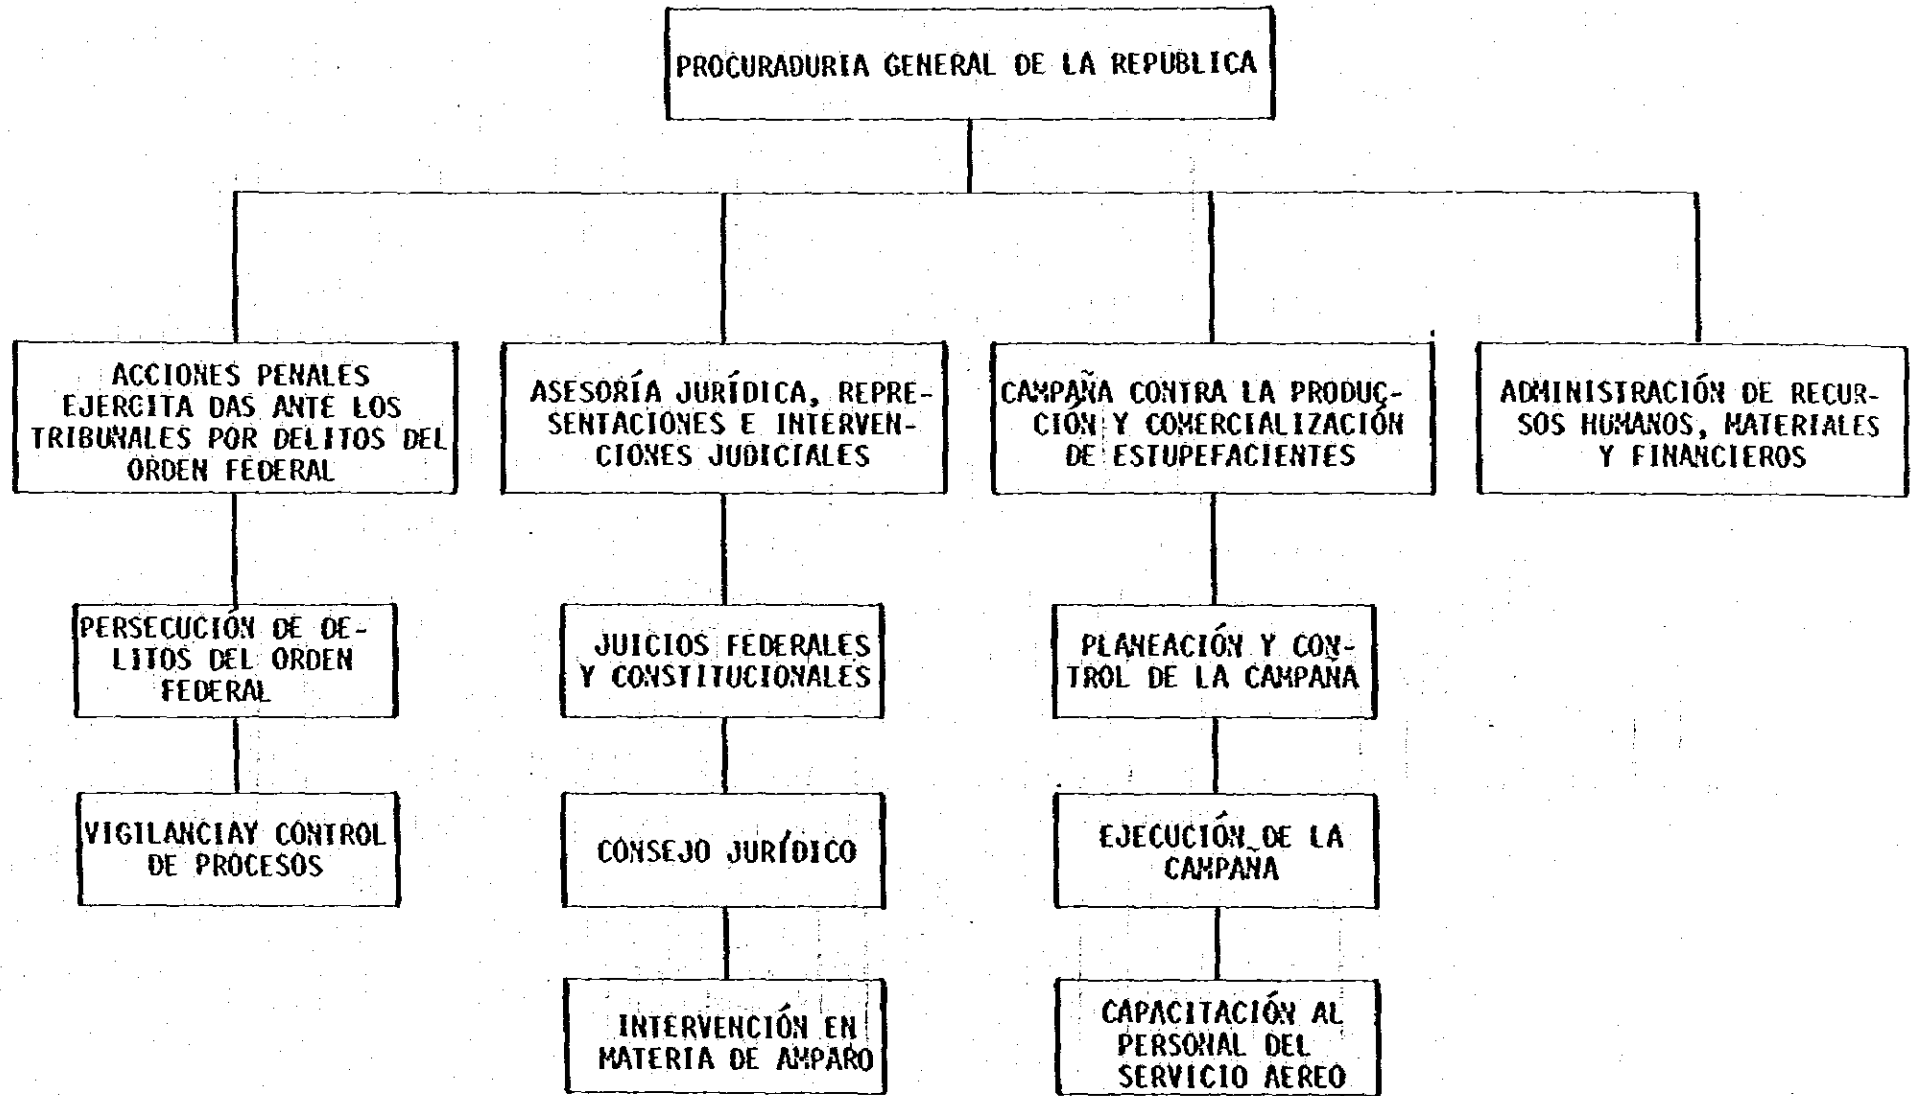 PROCURADURIA GENERAL DE LA REPUBLICA
ACCIONES PENALES
EJERCITA DAS ANTE LOS
TRIBUNALES POR DELITOS DEL
ORDEN FEDERAL
ASESORÍA JURÍDICA, REPRE-
SENTACIONES E INTERVEN-
CIONES JUDICIALES
CAMPAÑA CONTRA LA PRODUC-
CIÓN Y COMERCIALIZACIÓN
DE ESTUPEFACIENTES
ADMINISTRACIÓN DE RECUR-
SOS HUMANOS, MATERIALES
Y FINANCIEROS
PERSECUCIÓN DE DE-
LITOS DEL ORDEN
FEDERAL
JUICIOS FEDERALES
Y CONSTITUCIONALES
PLANEACIÓN Y CON-
TROL DE LA CAMPAÑA
VIGILANCIAY CONTROL
DE PROCESOS
CONSEJO JURÍDICO
EJECUCIÓN DE LA
CAMPAÑA
INTERVENCIÓN EN
MATERIA DE AMPARO
CAPACITACIÓN AL
PERSONAL DEL
SERVICIO AEREO